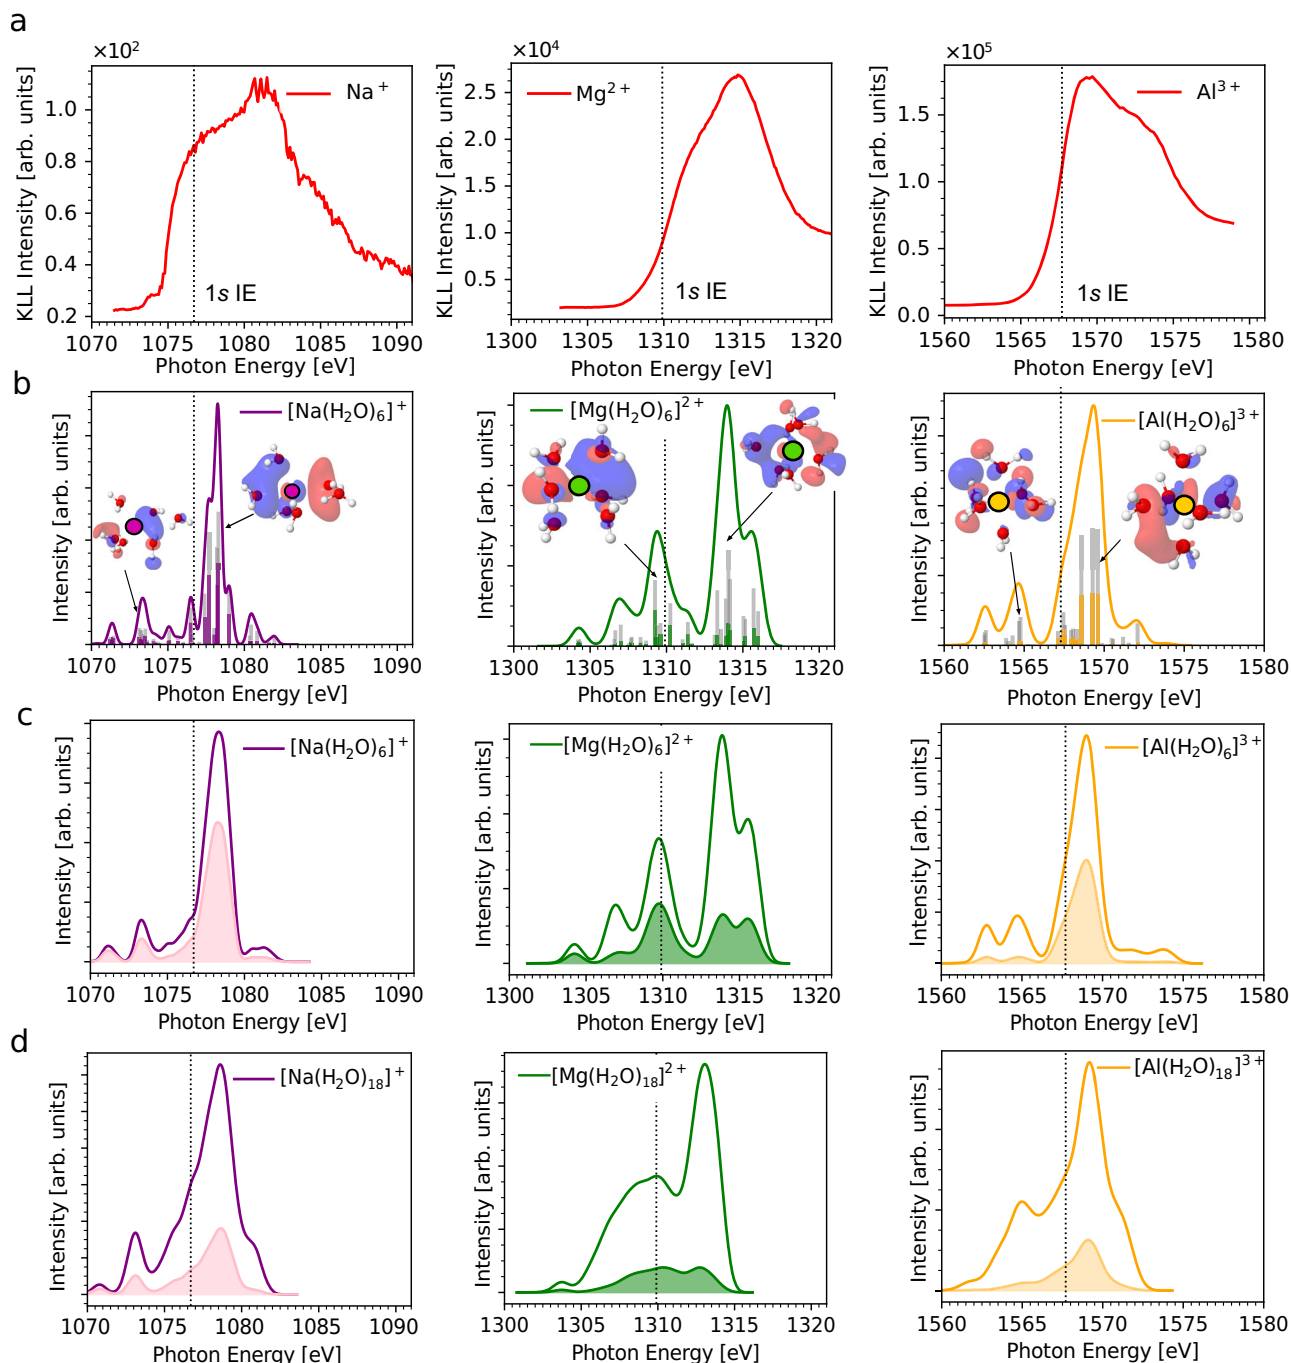 a
×10²
KLL Intensity [arb. units]
1.0
0.8
0.6
0.4
0.2
Na⁺
1s IE
1070 1075 1080 1085 1090
Photon Energy [eV]
×10⁴
KLL Intensity [arb. units]
2.5
2.0
1.5
1.0
0.5
Mg²⁺
1s IE
1300 1305 1310 1315 1320
Photon Energy [eV]
×10⁵
KLL Intensity [arb. units]
1.5
1.0
0.5
0.0
Al³⁺
1s IE
1560 1565 1570 1575 1580
Photon Energy [eV]
b
Intensity [arb. units]
[Na(H₂O)₆]⁺
1070 1075 1080 1085 1090
Photon Energy [eV]
Intensity [arb. units]
[Mg(H₂O)₆]²⁺
1300 1305 1310 1315 1320
Photon Energy [eV]
Intensity [arb. units]
[Al(H₂O)₆]³⁺
1560 1565 1570 1575 1580
Photon Energy [eV]
c
Intensity [arb. units]
[Na(H₂O)₆]⁺
1070 1075 1080 1085 1090
Photon Energy [eV]
Intensity [arb. units]
[Mg(H₂O)₆]²⁺
1300 1305 1310 1315 1320
Photon Energy [eV]
Intensity [arb. units]
[Al(H₂O)₆]³⁺
1560 1565 1570 1575 1580
Photon Energy [eV]
d
Intensity [arb. units]
[Na(H₂O)₁₈]⁺
1070 1075 1080 1085 1090
Photon Energy [eV]
Intensity [arb. units]
[Mg(H₂O)₁₈]²⁺
1300 1305 1310 1315 1320
Photon Energy [eV]
Intensity [arb. units]
[Al(H₂O)₁₈]³⁺
1560 1565 1570 1575 1580
Photon Energy [eV]